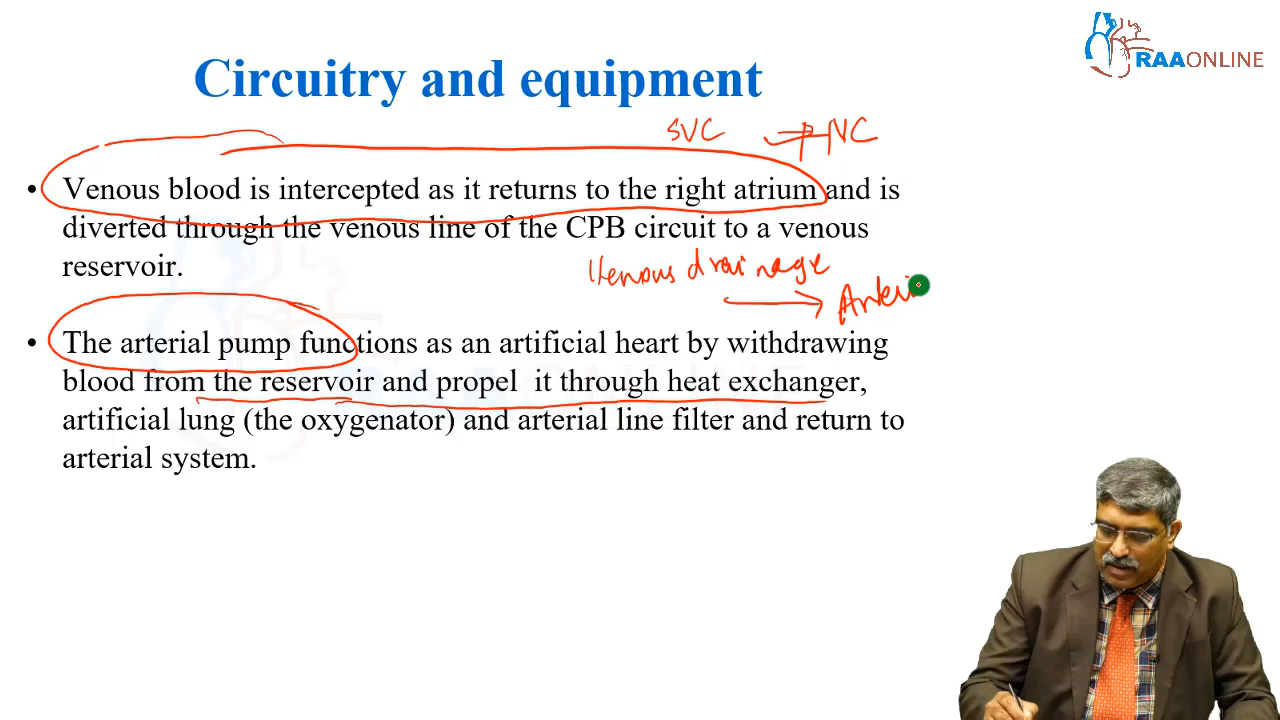 RAAONLINE
Circuitry and equipment
SVC
• Venous blood is intercepted as it returns to the right atrium and is
diverted through the venous line of the CPB circuit to a venous
reservoir.
Venous drainage
• The arterial pump functions as an artificial heart by withdrawing
blood from the reservoir and propel it through heat exchanger,
artificial lung (the oxygenator) and arterial line filter and return to
arterial system.